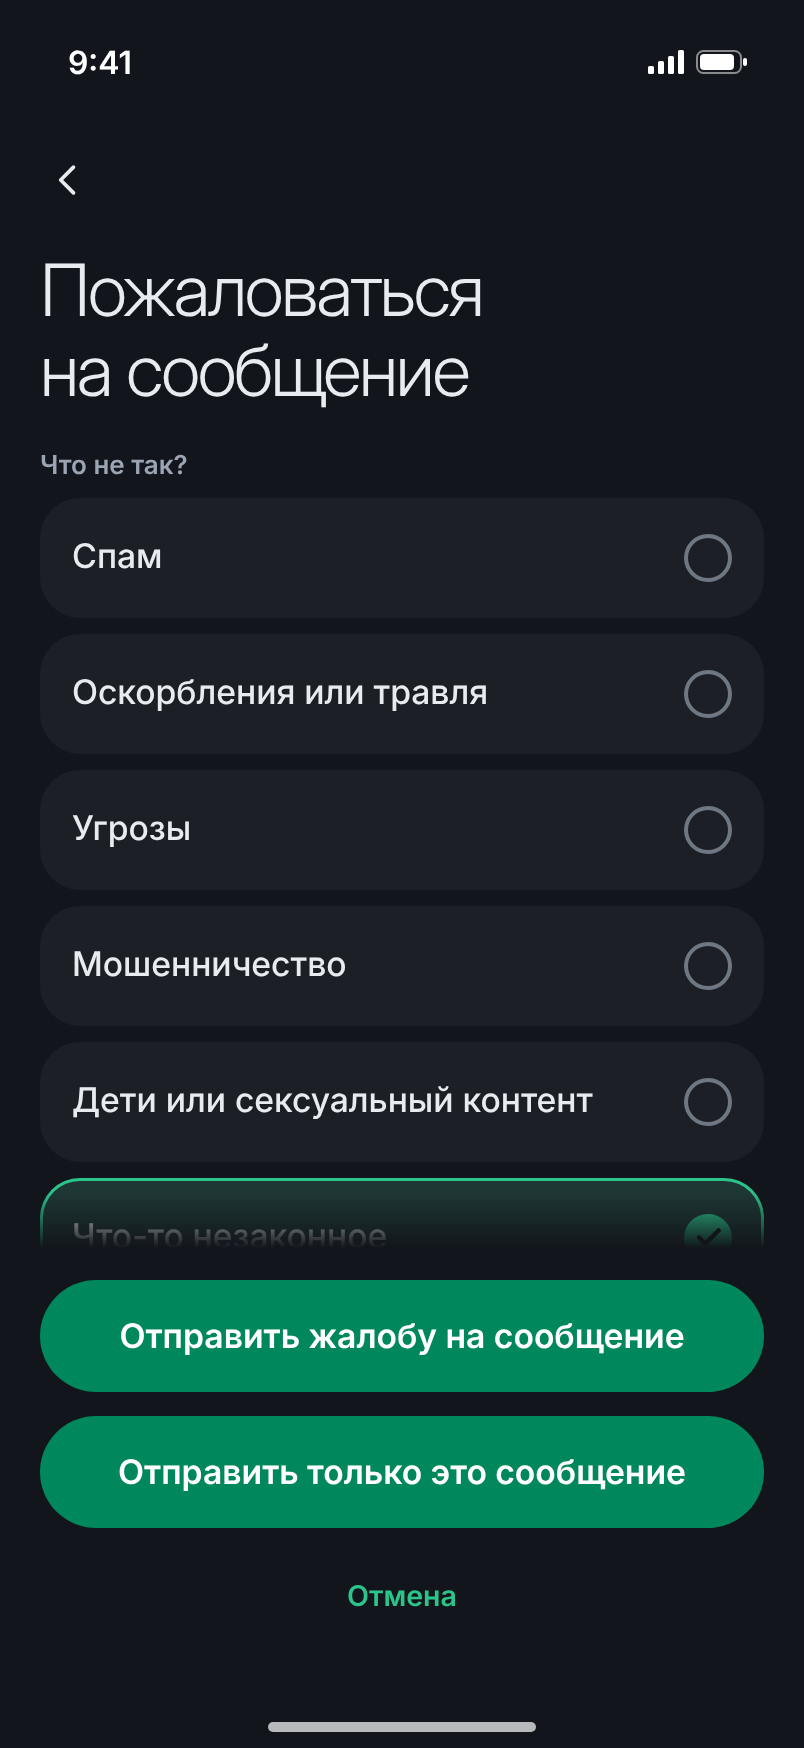 9:41
Пожаловаться
на сообщение
Что не так?
Спам
Оскорбления или травля
Угрозы
Мошенничество
Дети или сексуальный контент
Что-то незаконное
Отправить жалобу на сообщение
Отправить только это сообщение
Отмена